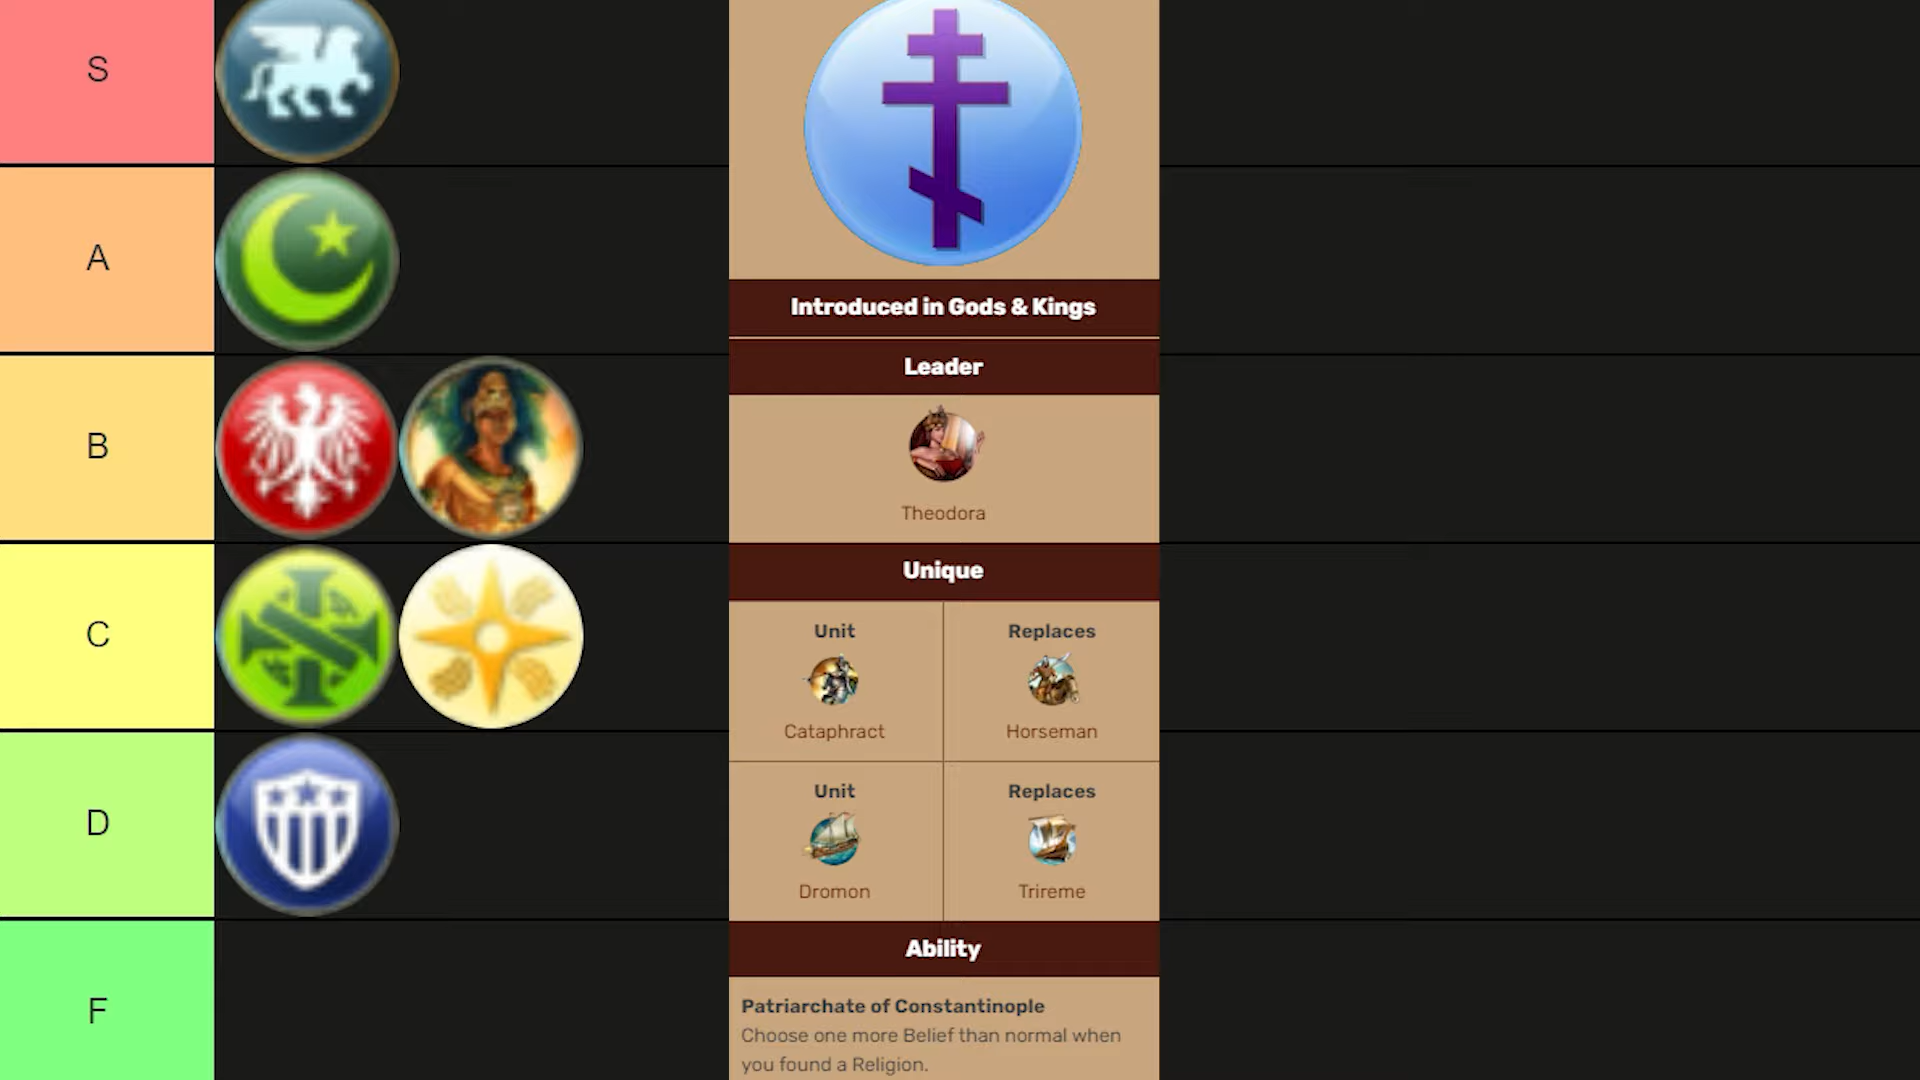 S
A
B
C
D
F
Introduced in Gods & Kings
Leader
Theodora
Unique
Unit
Replaces
Cataphract
Horseman
Unit
Replaces
Dromon
Trireme
Ability
Patriarchate of Constantinople
Choose one more Belief than normal when
you found a Religion.